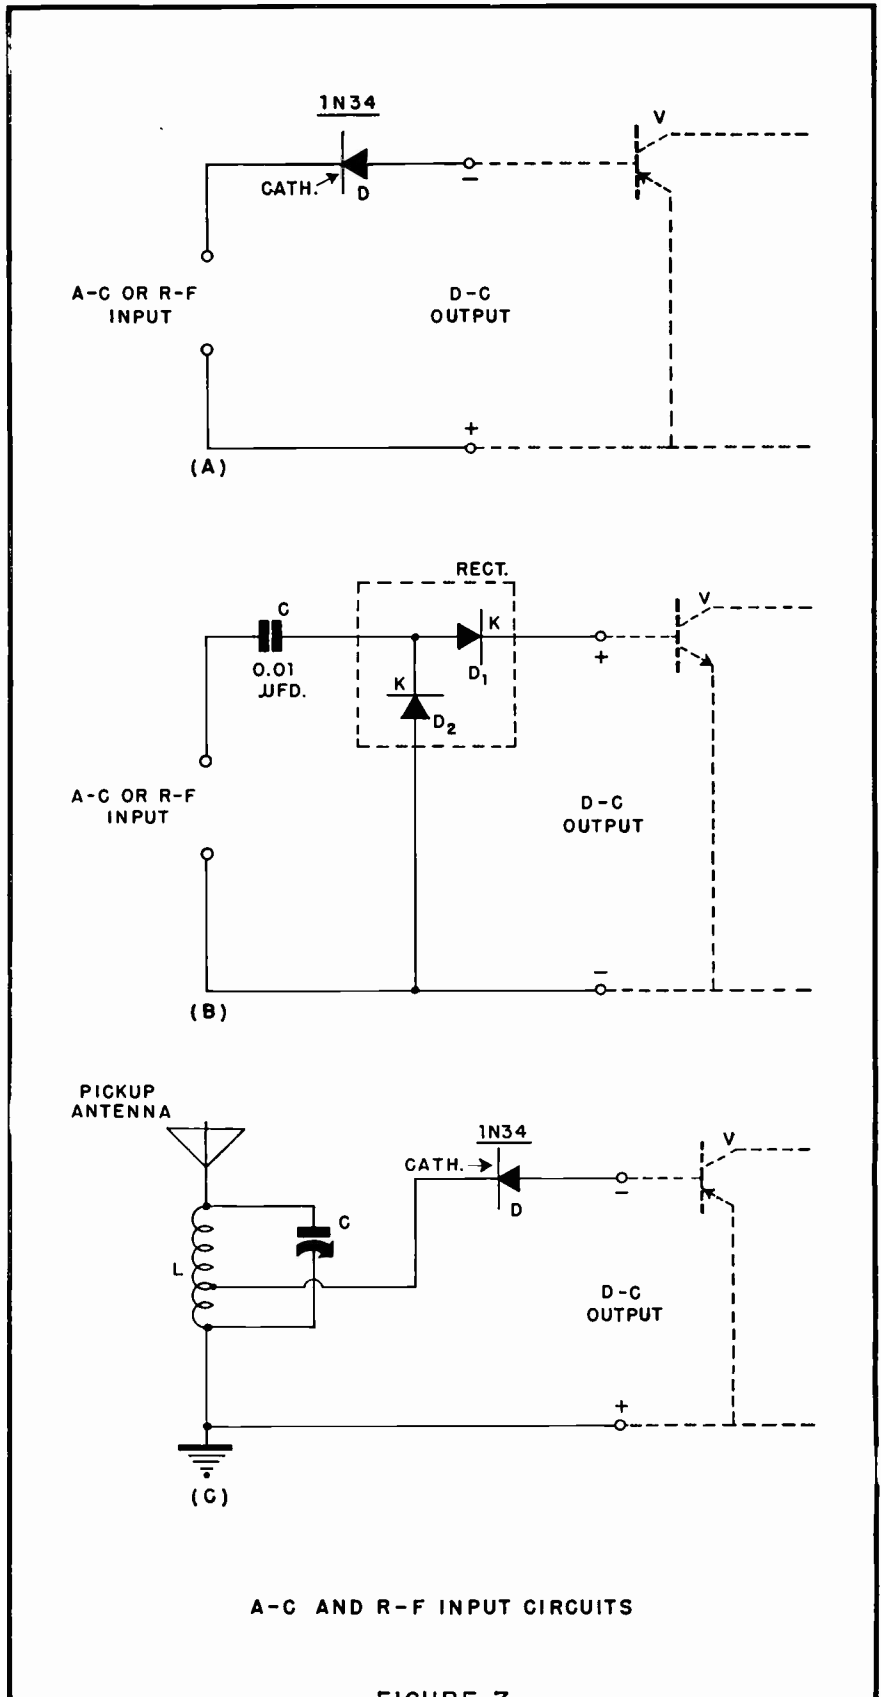 1N34
V
CATH.
D
−
A-C OR R-F
INPUT
D-C
OUTPUT
+
(A)
RECT.
C
K
V
0.01
µFD.
D1
+
K
D2
A-C OR R-F
INPUT
D-C
OUTPUT
−
(B)
PICKUP
ANTENNA
1N34
V
CATH.
−
D
C
L
D-C
OUTPUT
+
(C)
A-C AND R-F INPUT CIRCUITS